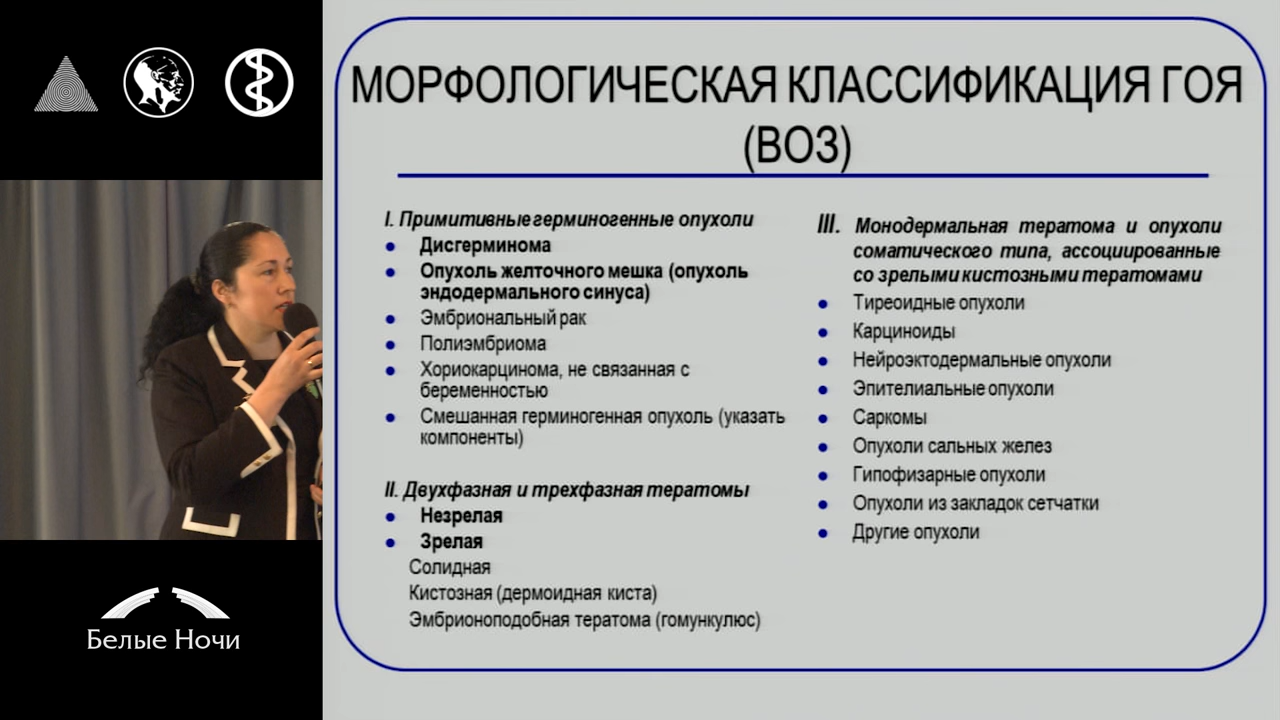 МОРФОЛОГИЧЕСКАЯ КЛАССИФИКАЦИЯ ГОЯ
(ВОЗ)
I. Примитивные герминогенные опухоли
Дисгерминома
Опухоль желточного мешка (опухоль
эндодермального синуса)
Эмбриональный рак
Полиэмбриома
Хориокарцинома, не связанная с
беременностью
Смешанная герминогенная опухоль (указать
компоненты)
II. Двухфазная и трехфазная тератомы
Незрелая
Зрелая
Солидная
Кистозная (дермоидная киста)
Эмбрионоподобная тератома (гомункулюс)
III. Монодермальная тератома и опухоли
соматического типа, ассоциированные
со зрелыми кистозными тератомами
Тиреоидные опухоли
Карциноиды
Нейроэктодермальные опухоли
Эпителиальные опухоли
Саркомы
Опухоли сальных желез
Гипофизарные опухоли
Опухоли из закладок сетчатки
Другие опухоли
Белые Ночи